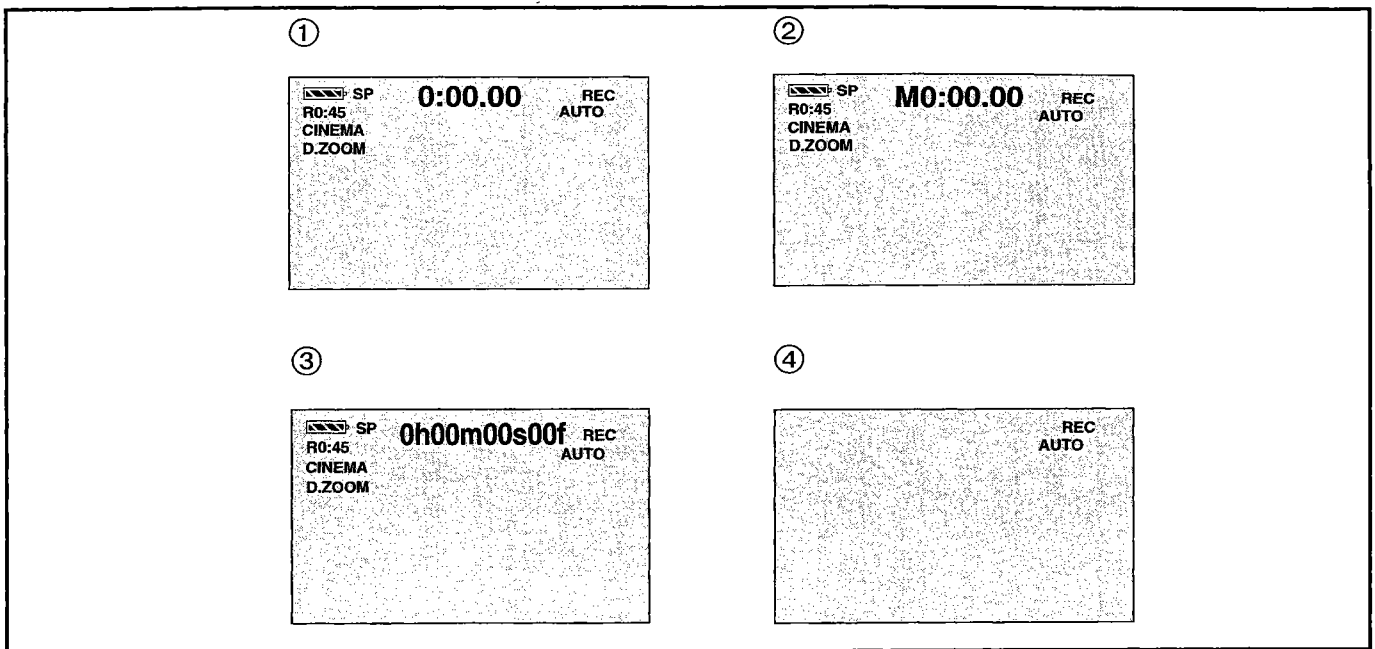 ①
SP 0:00.00 REC
R0:45 AUTO
CINEMA
D.ZOOM
②
SP M0:00.00 REC
R0:45 AUTO
CINEMA
D.ZOOM
③
SP 0h00m00s00f REC
R0:45 AUTO
CINEMA
D.ZOOM
④
REC
AUTO